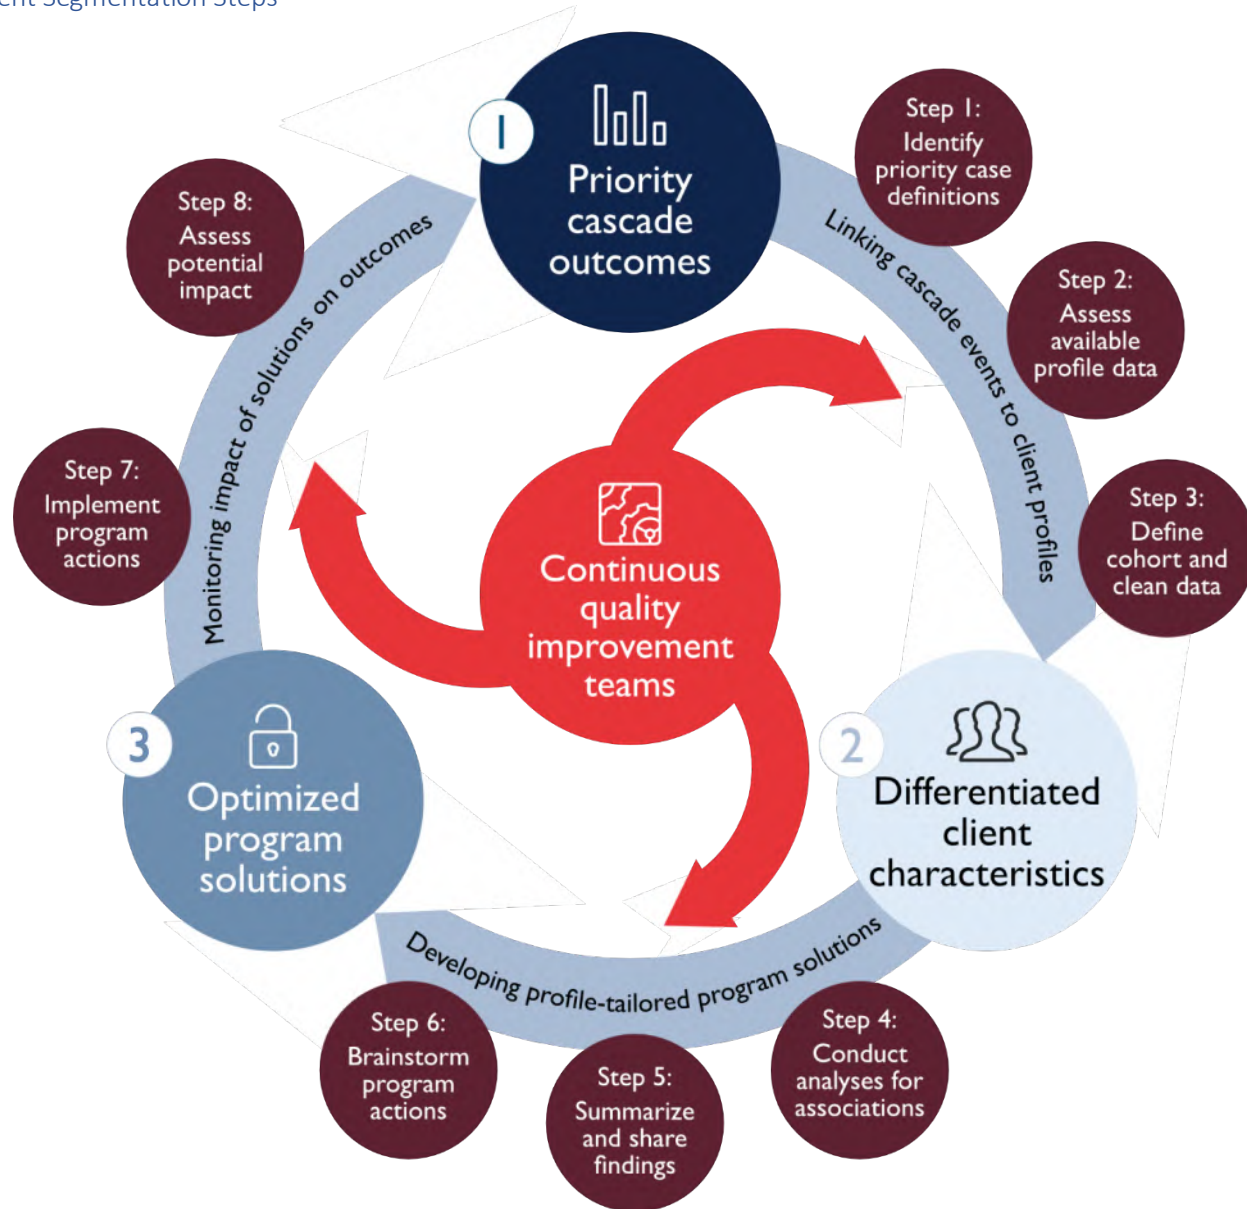 ent Segmentation Steps
1
Priority
cascade
outcomes
Linking cascade events to client profiles
Step 1:
Identify
priority case
definitions
Step 2:
Assess
available
profile data
Step 3:
Define
cohort and
clean data
2
Differentiated
client
characteristics
Developing profile-tailored program solutions
Step 4:
Conduct
analyses for
associations
Step 5:
Summarize
and share
findings
Step 6:
Brainstorm
program
actions
3
Optimized
program
solutions
Monitoring impact of solutions on outcomes
Step 7:
Implement
program
actions
Step 8:
Assess
potential
impact
Continuous
quality
improvement
teams